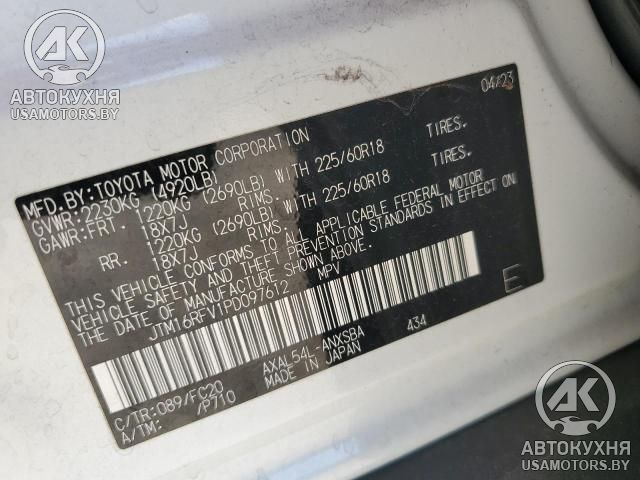 AK
АВТОКУХНЯ
USAMOTORS.BY
04/23
MFD.BY:TOYOTA MOTOR CORPORATION
GVWR:2230KG (4920LB)
GAWR:FRT. 1220KG (2690LB) WITH 225/60R18 TIRES.
18X7J RIMS.
RR. 1220KG (2690LB) WITH 225/60R18 TIRES.
18X7J RIMS.
THIS VEHICLE CONFORMS TO ALL APPLICABLE FEDERAL MOTOR
VEHICLE SAFETY AND THEFT PREVENTION STANDARDS IN EFFECT ON
THE DATE OF MANUFACTURE SHOWN ABOVE.
JTM16RFV1PD097612 MPV
E
C/TR:089/FC20 AXAL54L-ANXSBA 434
A/TM: /P710 MADE IN JAPAN
AK
АВТОКУХНЯ
USAMOTORS.BY